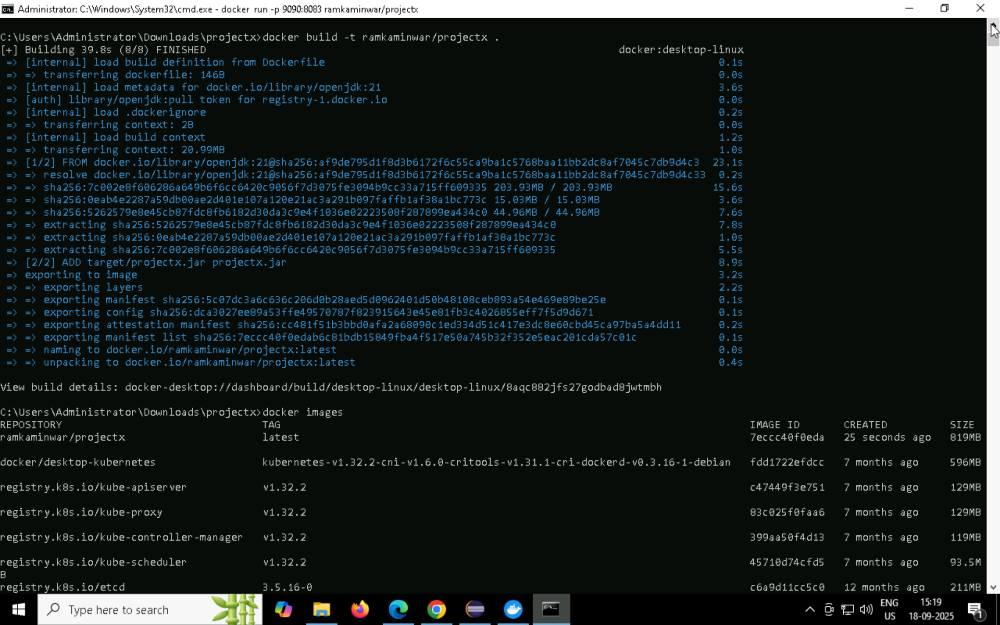 Administrator: C:\Windows\System32\cmd.exe - docker run -p 9090:8083 ramkaminwar/projectx
C:\Users\Administrator\Downloads\projectx>docker build -t ramkaminwar/projectx .
[+] Building 39.8s (8/8) FINISHED docker:desktop-linux
=> [internal] load build definition from Dockerfile 0.1s
=> => transferring dockerfile: 146B 0.0s
=> [internal] load metadata for docker.io/library/openjdk:21 3.6s
=> [auth] library/openjdk:pull token for registry-1.docker.io 0.0s
=> [internal] load .dockerignore 0.2s
=> => transferring context: 2B 0.0s
=> [internal] load build context 1.2s
=> => transferring context: 20.99MB 1.0s
=> [1/2] FROM docker.io/library/openjdk:21@sha256:af9de795d1f8d3b6172f6c55ca9ba1c5768baa11bb2dc8af7045c7db9d4c3 23.1s
=> => resolve docker.io/library/openjdk:21@sha256:af9de795d1f8d3b6172f6c55ca9ba1c5768baa11bb2dc8af7045c7db9d4c33 0.2s
=> => sha256:7c002e8f606286a649b6f6cc6420c9056f7d3075fe3094b9cc33a715ff609335 203.93MB / 203.93MB 15.6s
=> => sha256:0eab4e2287a59db00ae2d401e107a120e21ac3a291b097faffb1af38a1bc773c 15.03MB / 15.03MB 3.6s
=> => sha256:5262579e8e45cb87fdc8fb6182d30da3c9e4f1036e02223508f287899ea434c0 44.96MB / 44.96MB 7.6s
=> => extracting sha256:5262579e8e45cb87fdc8fb6182d30da3c9e4f1036e02223508f287899ea434c0 7.8s
=> => extracting sha256:0eab4e2287a59db00ae2d401e107a120e21ac3a291b097faffb1af38a1bc773c 1.0s
=> => extracting sha256:7c002e8f606286a649b6f6cc6420c9056f7d3075fe3094b9cc33a715ff609335 5.5s
=> [2/2] ADD target/projectx.jar projectx.jar 8.9s
=> exporting to image 3.2s
=> => exporting layers 2.2s
=> => exporting manifest sha256:5c07dc3a6c636c206d0b28aed5d0962401d50b48108ceb893a54e469e89be25e 0.1s
=> => exporting config sha256:dca3027ee89a53ffe49570787f823915643e45e81fb3c4026855eff7f5d9d671 0.1s
=> => exporting attestation manifest sha256:cc481f51b3bbd0afa2a68090c1ed334d51c417e3dc8e60cbd45ca97ba5a4dd11 0.2s
=> => exporting manifest list sha256:7eccc40f0edab6c81bdb15849fba4f517e50a745b32f352e5eac201cda57c01c 0.1s
=> => naming to docker.io/ramkaminwar/projectx:latest 0.0s
=> => unpacking to docker.io/ramkaminwar/projectx:latest 0.4s
View build details: docker-desktop://dashboard/build/desktop-linux/desktop-linux/8aqc882jfs27godbad8jwtmbh
C:\Users\Administrator\Downloads\projectx>docker images
REPOSITORY TAG IMAGE ID CREATED SIZE
ramkaminwar/projectx latest 7eccc40f0eda 25 seconds ago 819MB
docker/desktop-kubernetes kubernetes-v1.32.2-cni-v1.6.0-critools-v1.31.1-cri-dockerd-v0.3.16-1-debian fdd1722efdcc 7 months ago 596MB
registry.k8s.io/kube-apiserver v1.32.2 c47449f3e751 7 months ago 129MB
registry.k8s.io/kube-proxy v1.32.2 83c025f0faa6 7 months ago 129MB
registry.k8s.io/kube-controller-manager v1.32.2 399aa50f4d13 7 months ago 119MB
registry.k8s.io/kube-scheduler v1.32.2 45710d74cfd5 7 months ago 93.5M
B
registry.k8s.io/etcd 3.5.16-0 c6a9d11cc5c0 12 months ago 211MB
Type here to search
ENG
US
15:19
18-09-2025
1